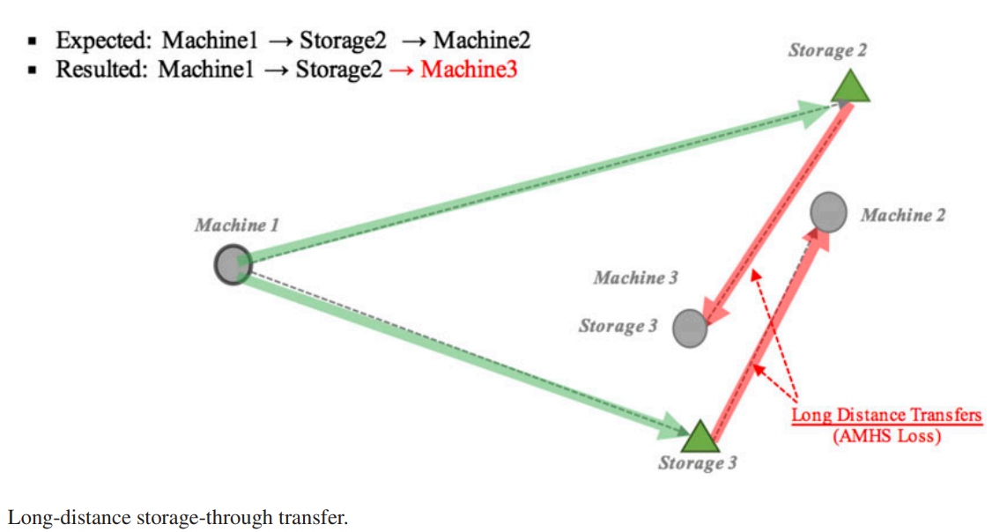 ▪ Expected: Machine1 → Storage2 → Machine2
▪ Resulted: Machine1 → Storage2 → Machine3
Storage 2
Machine 2
Machine 1
Machine 3
Storage 3
Long Distance Transfers
(AMHS Loss)
Storage 3
Long-distance storage-through transfer.